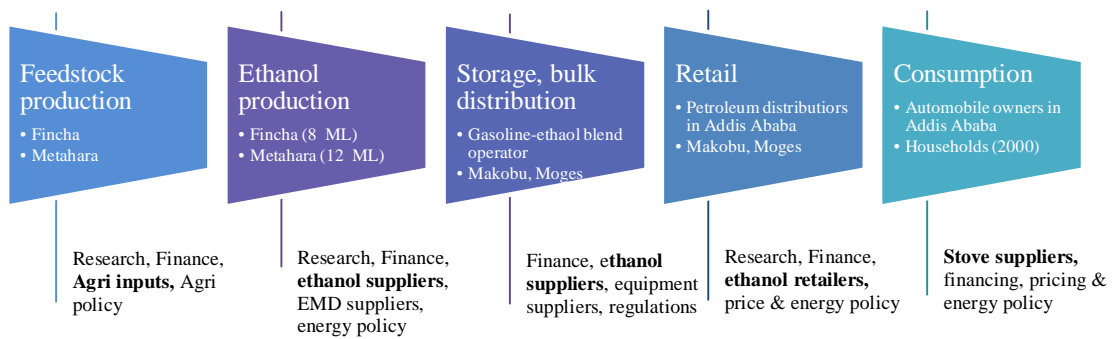 Feedstock
production
• Fincha
• Metahara
Ethanol
production
• Fincha (8 ML)
• Metahara (12 ML)
Storage, bulk
distribution
• Gasoline-ethaol blend
operator
• Makobu, Moges
Retail
• Petroleum distributiors
in Addis Ababa
• Makobu, Moges
Consumption
• Automobile owners in
Addis Ababa
• Households (2000)
Research, Finance,
Agri inputs, Agri
policy
Research, Finance,
ethanol suppliers,
EMD suppliers,
energy policy
Finance, ethanol
suppliers, equipment
suppliers, regulations
Research, Finance,
ethanol retailers,
price & energy policy
Stove suppliers,
financing, pricing &
energy policy